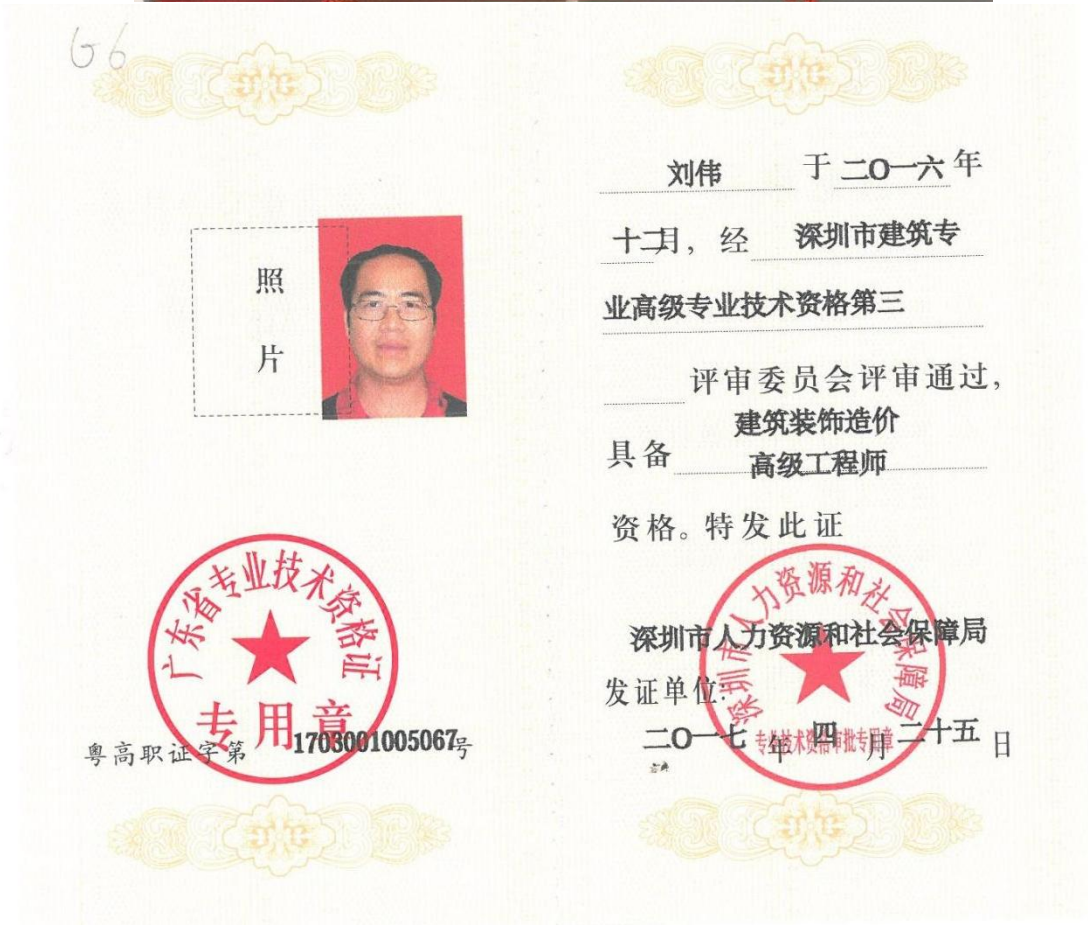 G6
照
片
广东省专业技术资格证
专用章
粤高职证字第1703001005067号
刘伟 于二O一六年
十二月，经 深圳市建筑专
业高级专业技术资格第三
评审委员会评审通过，
建筑装饰造价
具备 高级工程师
资格。特发此证
深圳市人力资源和社会保障局
深圳市人力资源和社会保障局
发证单位：
专业技术资格审批专用章
二O一七年四月二十五日